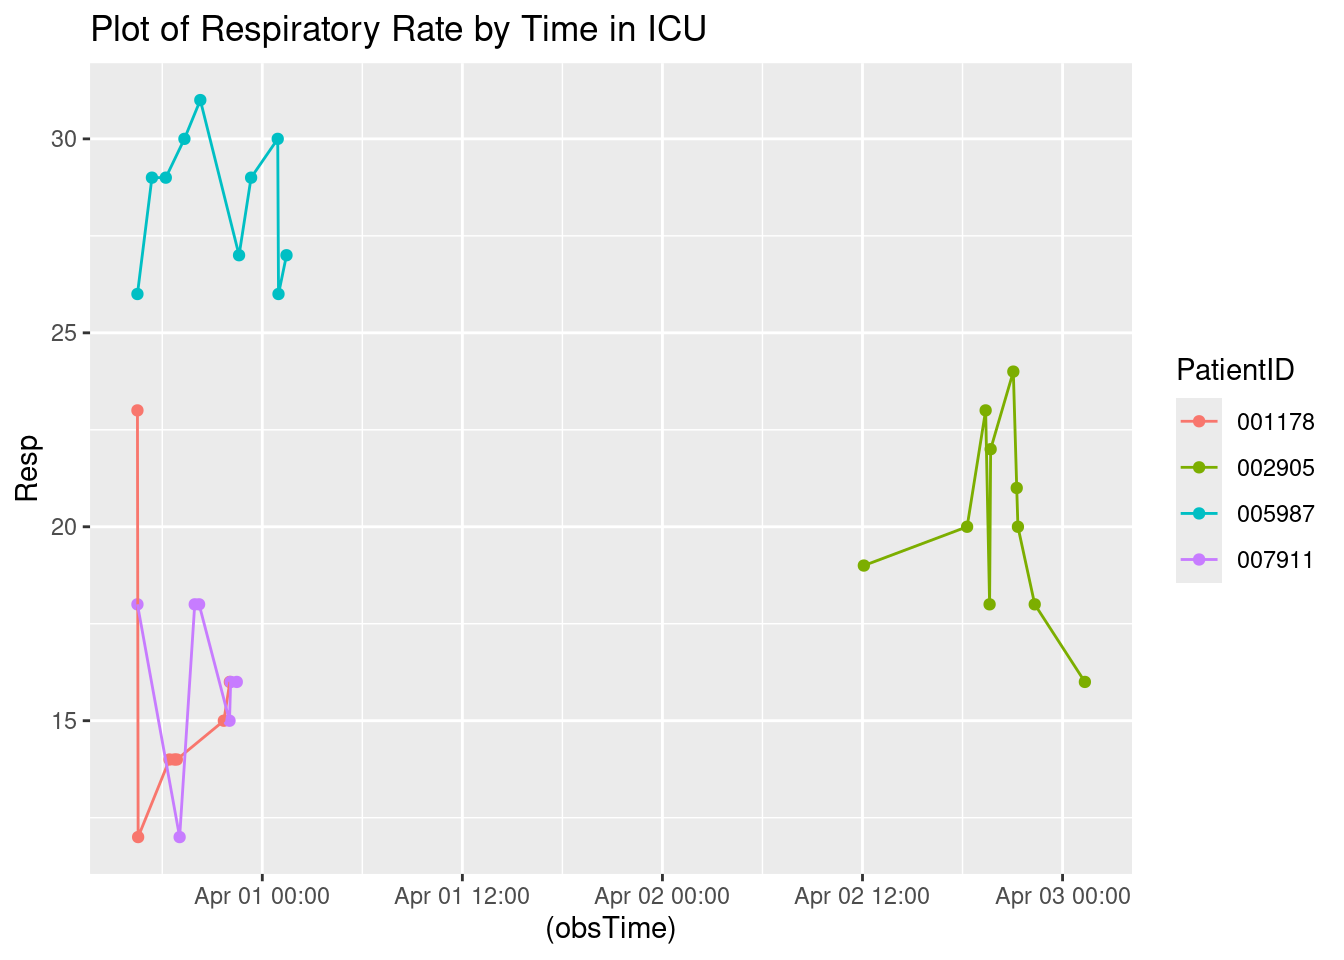 Plot of Respiratory Rate by Time in ICU
30
25
20
15
Resp
Apr 01 00:00
Apr 01 12:00
Apr 02 00:00
Apr 02 12:00
Apr 03 00:00
(obsTime)
PatientID
001178
002905
005987
007911